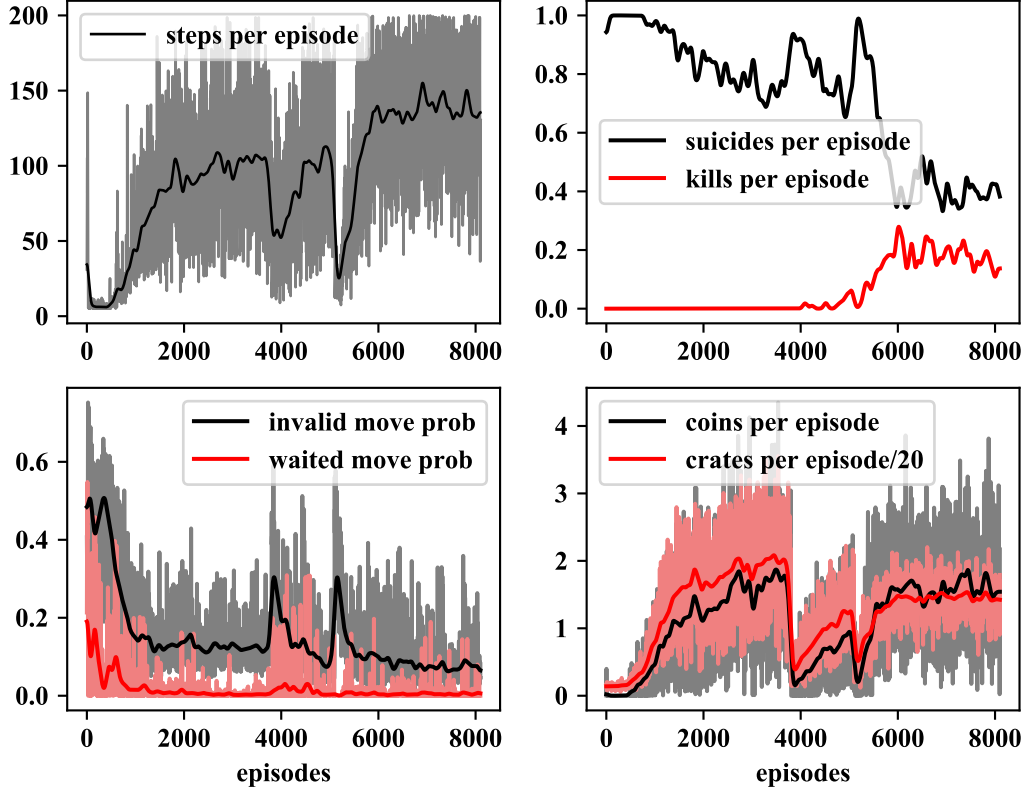 steps per episode
200
150
100
50
0
0 2000 4000 6000 8000
suicides per episode
kills per episode
1.0
0.8
0.6
0.4
0.2
0.0
0 2000 4000 6000 8000
invalid move prob
waited move prob
0.6
0.4
0.2
0.0
0 2000 4000 6000 8000
episodes
coins per episode
crates per episode/20
4
3
2
1
0
0 2000 4000 6000 8000
episodes